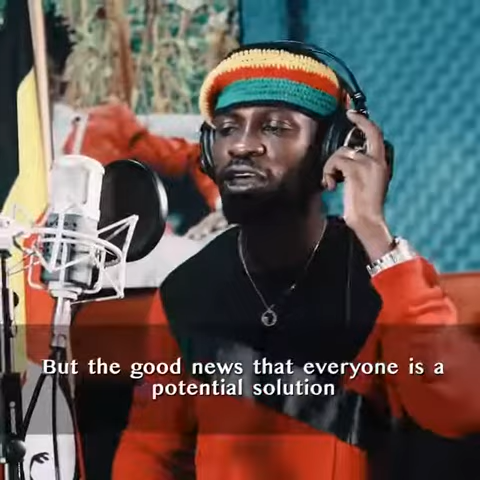 But the good news that everyone is a
potential solution